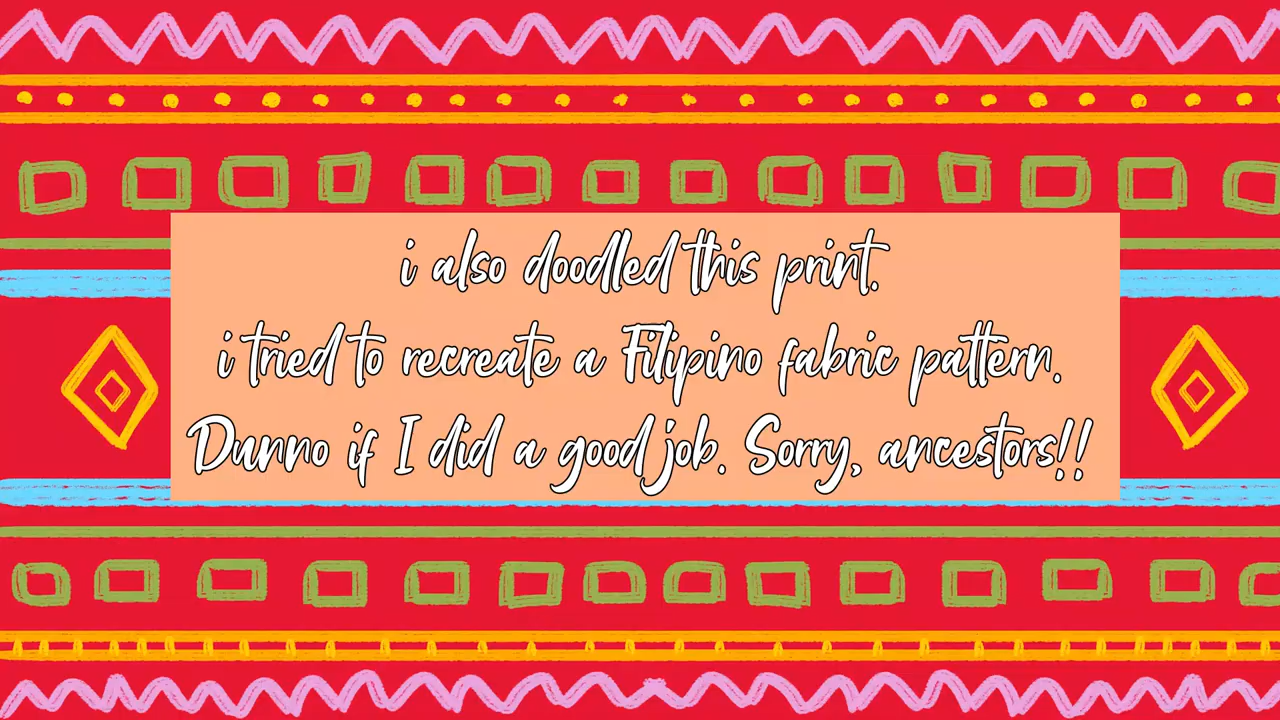 i also doodled this print.
i tried to recreate a Filipino fabric pattern.
Dunno if I did a good job. Sorry, ancestors!!